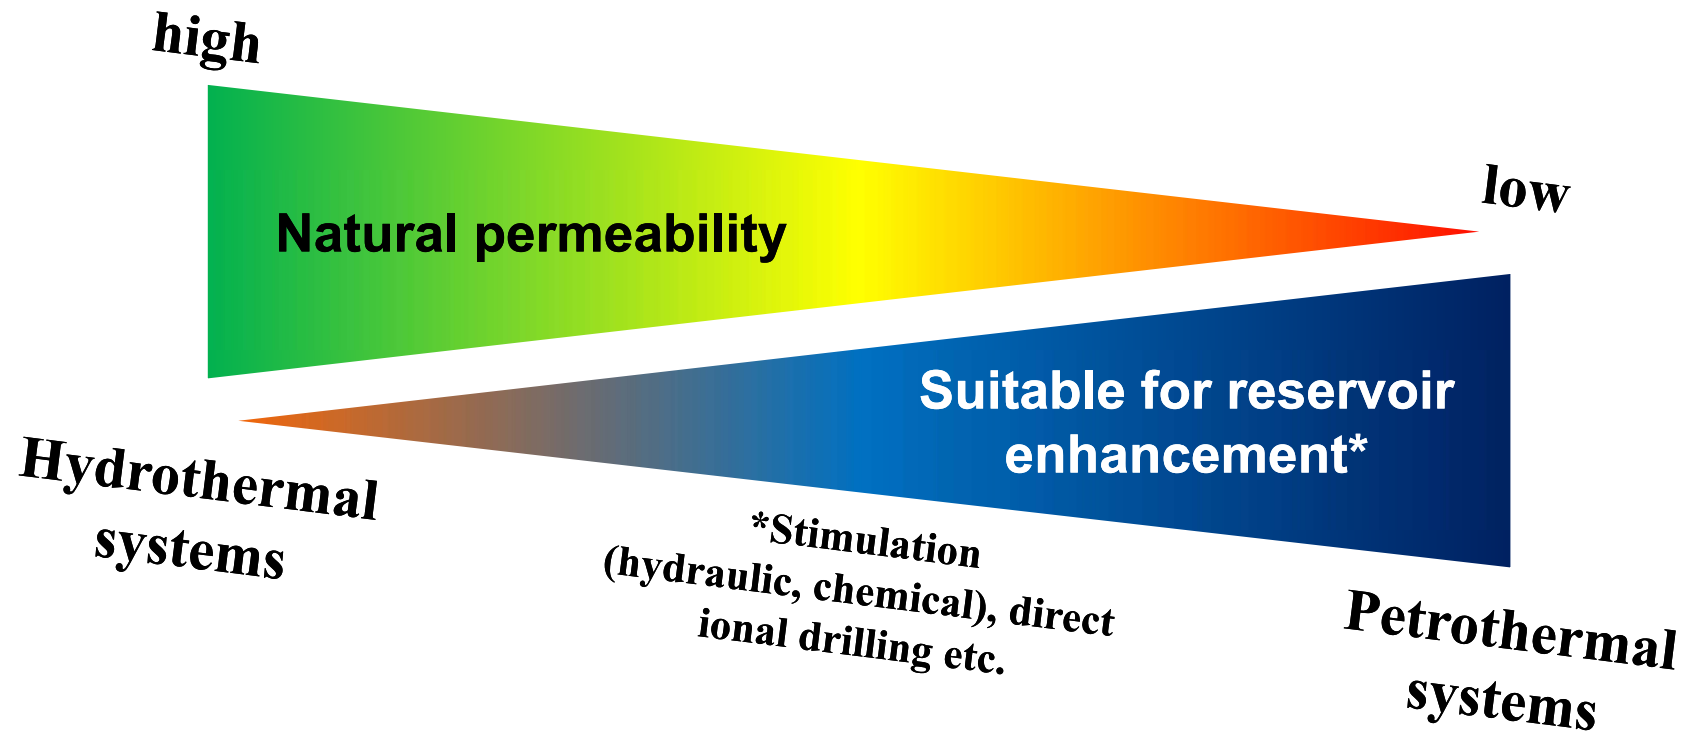 high
low
Natural permeability
Suitable for reservoir
enhancement*
Hydrothermal
systems
*Stimulation
(hydraulic, chemical), direct
ional drilling etc.
Petrothermal
systems